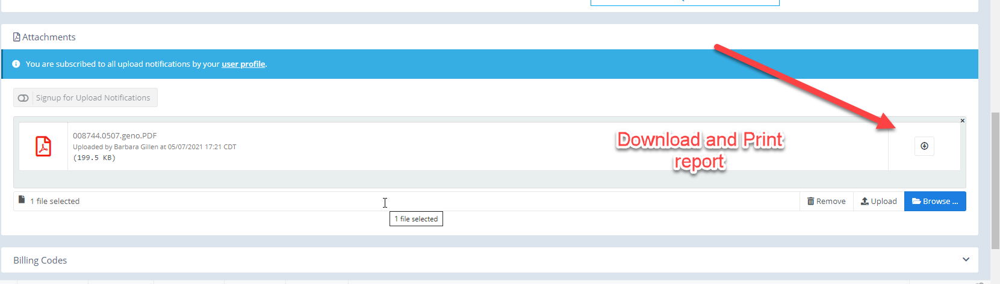 Attachments
You are subscribed to all upload notifications by your user profile.
Signup for Upload Notifications
008744.0507.geno.PDF
Uploaded by Barbara Gillen at 05/07/2021 17:21 CDT
(199.5 KB)
Download and Print
report
1 file selected
Remove
Upload
Browse ...
1 file selected
Billing Codes